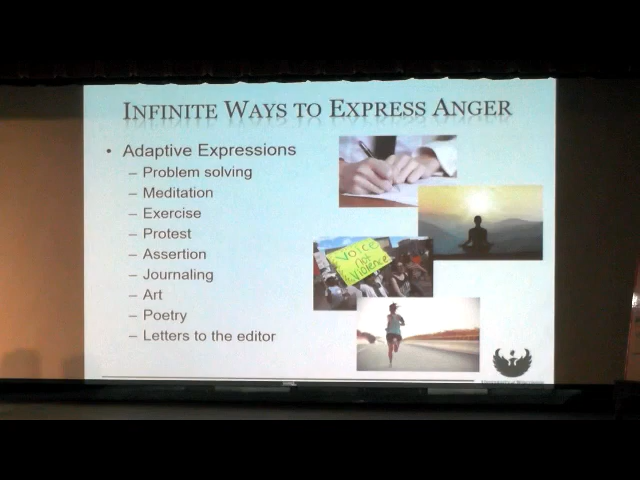 INFINITE WAYS TO EXPRESS ANGER
• Adaptive Expressions
– Problem solving
– Meditation
– Exercise
– Protest
– Assertion
– Journaling
– Art
– Poetry
– Letters to the editor
Voice
not
Violence